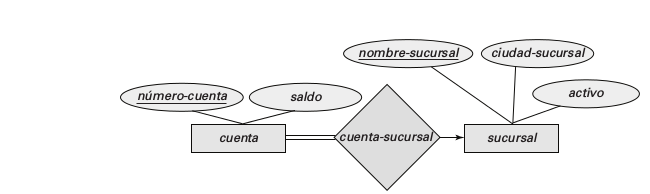 nombre-sucursal
ciudad-sucursal
número-cuenta
saldo
activo
cuenta
cuenta-sucursal
sucursal